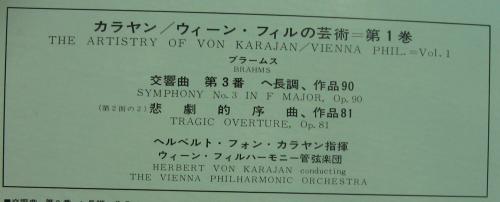 カラヤン/ウィーン・フィルの芸術=第1巻
THE ARTISTRY OF VON KARAJAN/VIENNA PHIL.=Vol.1
ブラームス
BRAHMS
交響曲 第3番 ヘ長調、作品90
SYMPHONY No.3 IN F MAJOR, Op.90
(第2面の2) 悲劇的序曲、作品81
TRAGIC OVERTURE, Op.81
ヘルベルト・フォン・カラヤン指揮
ウィーン・フィルハーモニー管弦楽団
HERBERT VON KARAJAN conducting
THE VIENNA PHILHARMONIC ORCHESTRA